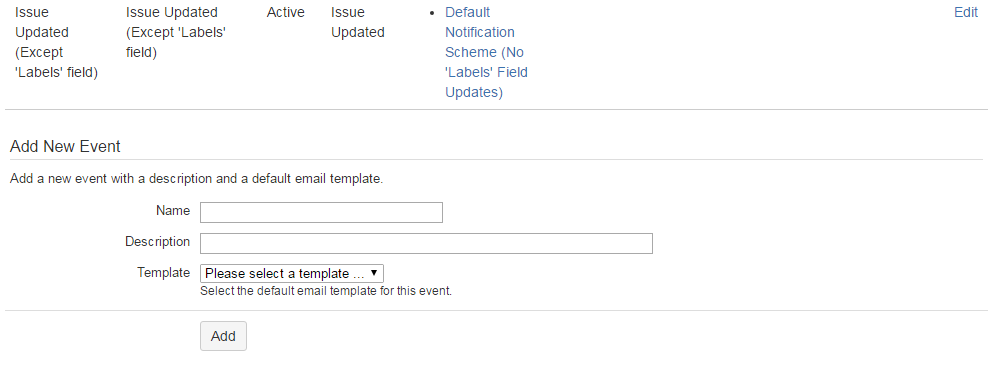 Issue Updated (Except 'Labels' field)
Issue Updated (Except 'Labels' field)
Active
Issue Updated
• Default Notification Scheme (No 'Labels' Field Updates)
Edit
Add New Event
Add a new event with a description and a default email template.
Name
Description
Template Please select a template ...
Select the default email template for this event.
Add